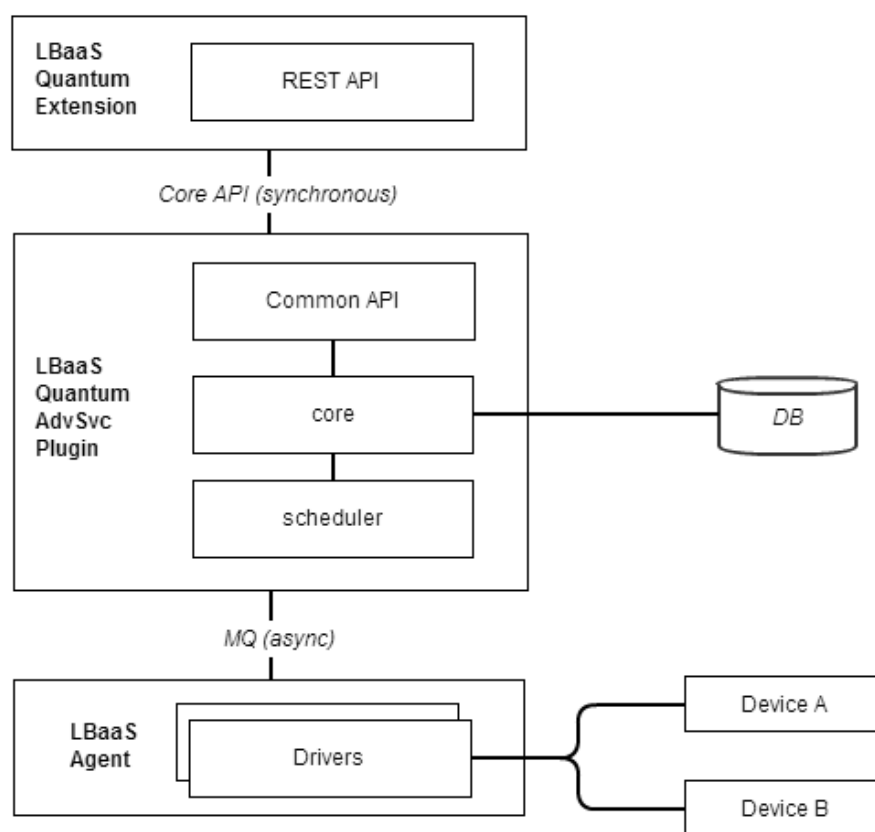 LBaaS
Quantum
Extension
REST API
Core API (synchronous)
Common API
LBaaS
Quantum
AdvSvc
Plugin
core
DB
scheduler
MQ (async)
LBaaS
Agent
Drivers
Device A
Device B